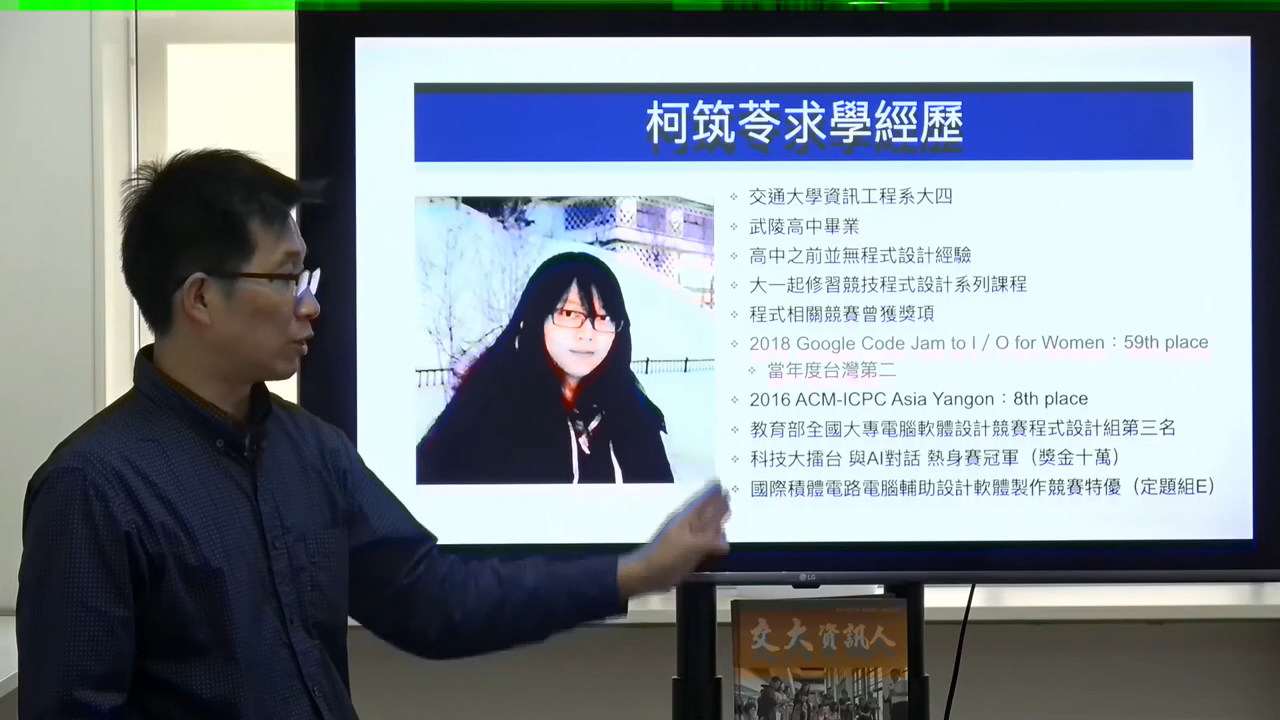 柯筑苓求學經歷
交通大學資訊工程系大四
武陵高中畢業
高中之前並無程式設計經驗
大一起修習競技程式設計系列課程
程式相關競賽曾獲獎項
2018 Google Code Jam to I / O for Women：59th place
當年度台灣第二
2016 ACM-ICPC Asia Yangon：8th place
教育部全國大專電腦軟體設計競賽程式設計組第三名
科技大擂台 與AI對話 熱身賽冠軍（獎金十萬）
國際積體電路電腦輔助設計軟體製作競賽特優（定題組E）
LG
交大資訊人